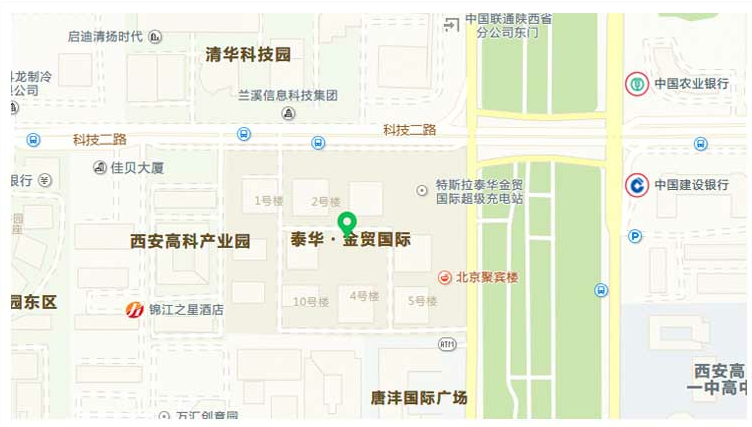 中国联通陕西省
分公司东门
启迪清扬时代
清华科技园
龙制冷
公司
兰溪信息科技集团
中国农业银行
科技二路
科技二路
佳贝大厦
银行
特斯拉泰华金贸
国际超级充电站
中国建设银行
1号楼
2号楼
园
座
西安高科产业园
泰华·金贸国际
北京聚宾楼
园东区
10号楼
4号楼
5号楼
锦江之星酒店
P
ATM
西安高
一中高中
唐沣国际广场
万汇创意园